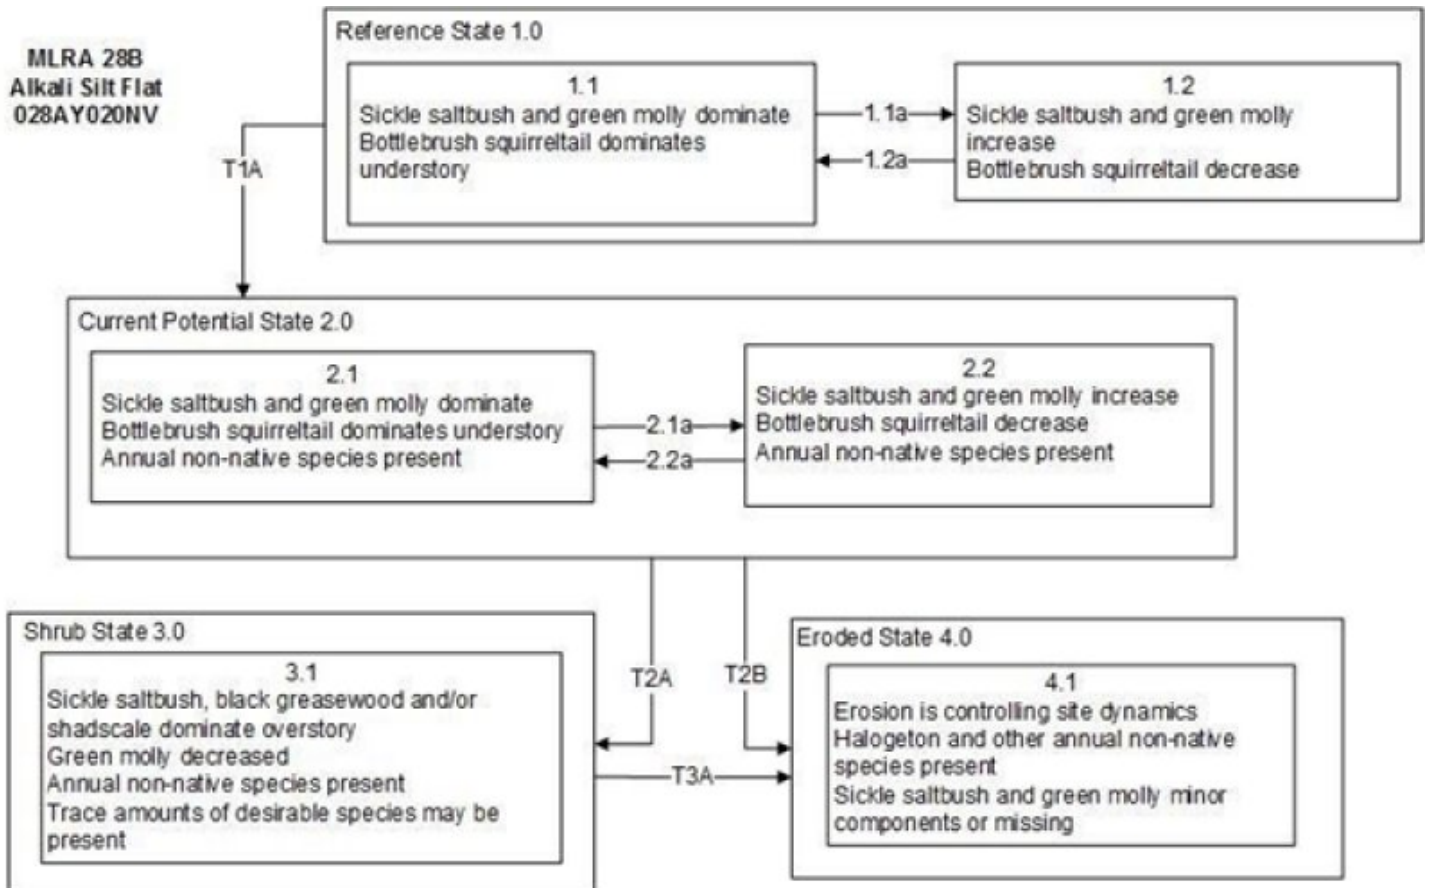 MLRA 28B
Alkali Silt Flat
028AY020NV
Reference State 1.0
1.1
Sickle saltbush and green molly dominate
Bottlebrush squirreltail dominates
understory
1.1a
1.2a
1.2
Sickle saltbush and green molly
increase
Bottlebrush squirreltail decrease
T1A
Current Potential State 2.0
2.1
Sickle saltbush and green molly dominate
Bottlebrush squirreltail dominates understory
Annual non-native species present
2.1a
2.2a
2.2
Sickle saltbush and green molly increase
Bottlebrush squirreltail decrease
Annual non-native species present
T2A
T2B
Shrub State 3.0
3.1
Sickle saltbush, black greasewood and/or
shadscale dominate overstory
Green molly decreased
Annual non-native species present
Trace amounts of desirable species may be
present
T3A
Eroded State 4.0
4.1
Erosion is controlling site dynamics
Halogeton and other annual non-native
species present
Sickle saltbush and green molly minor
components or missing